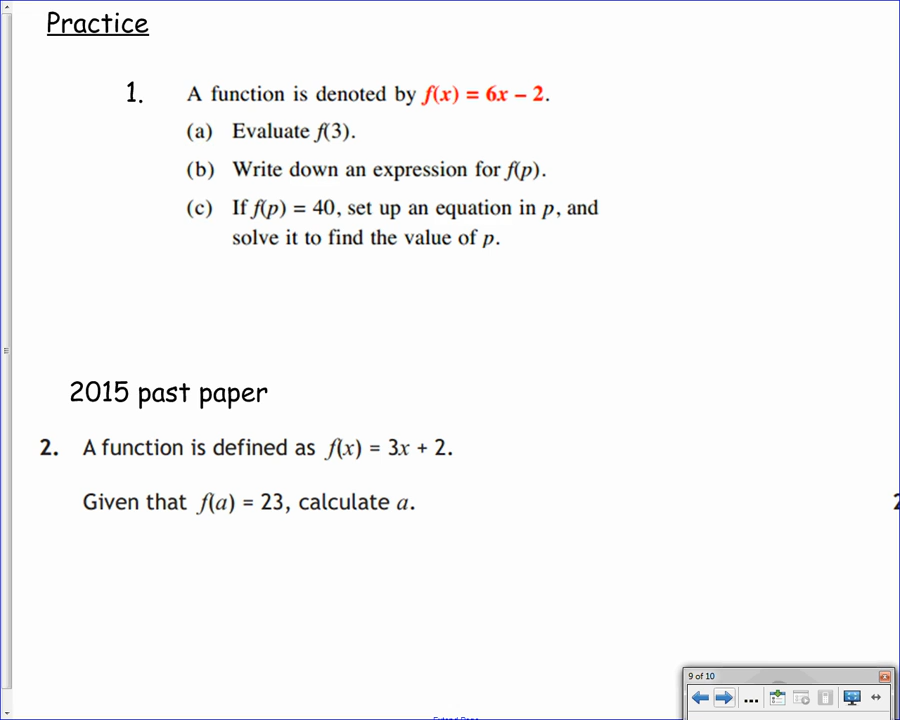 Practice
1. A function is denoted by f(x) = 6x – 2.
(a) Evaluate f(3).
(b) Write down an expression for f(p).
(c) If f(p) = 40, set up an equation in p, and
solve it to find the value of p.
2015 past paper
2. A function is defined as f(x) = 3x + 2.
Given that f(a) = 23, calculate a.
2
9 of 10